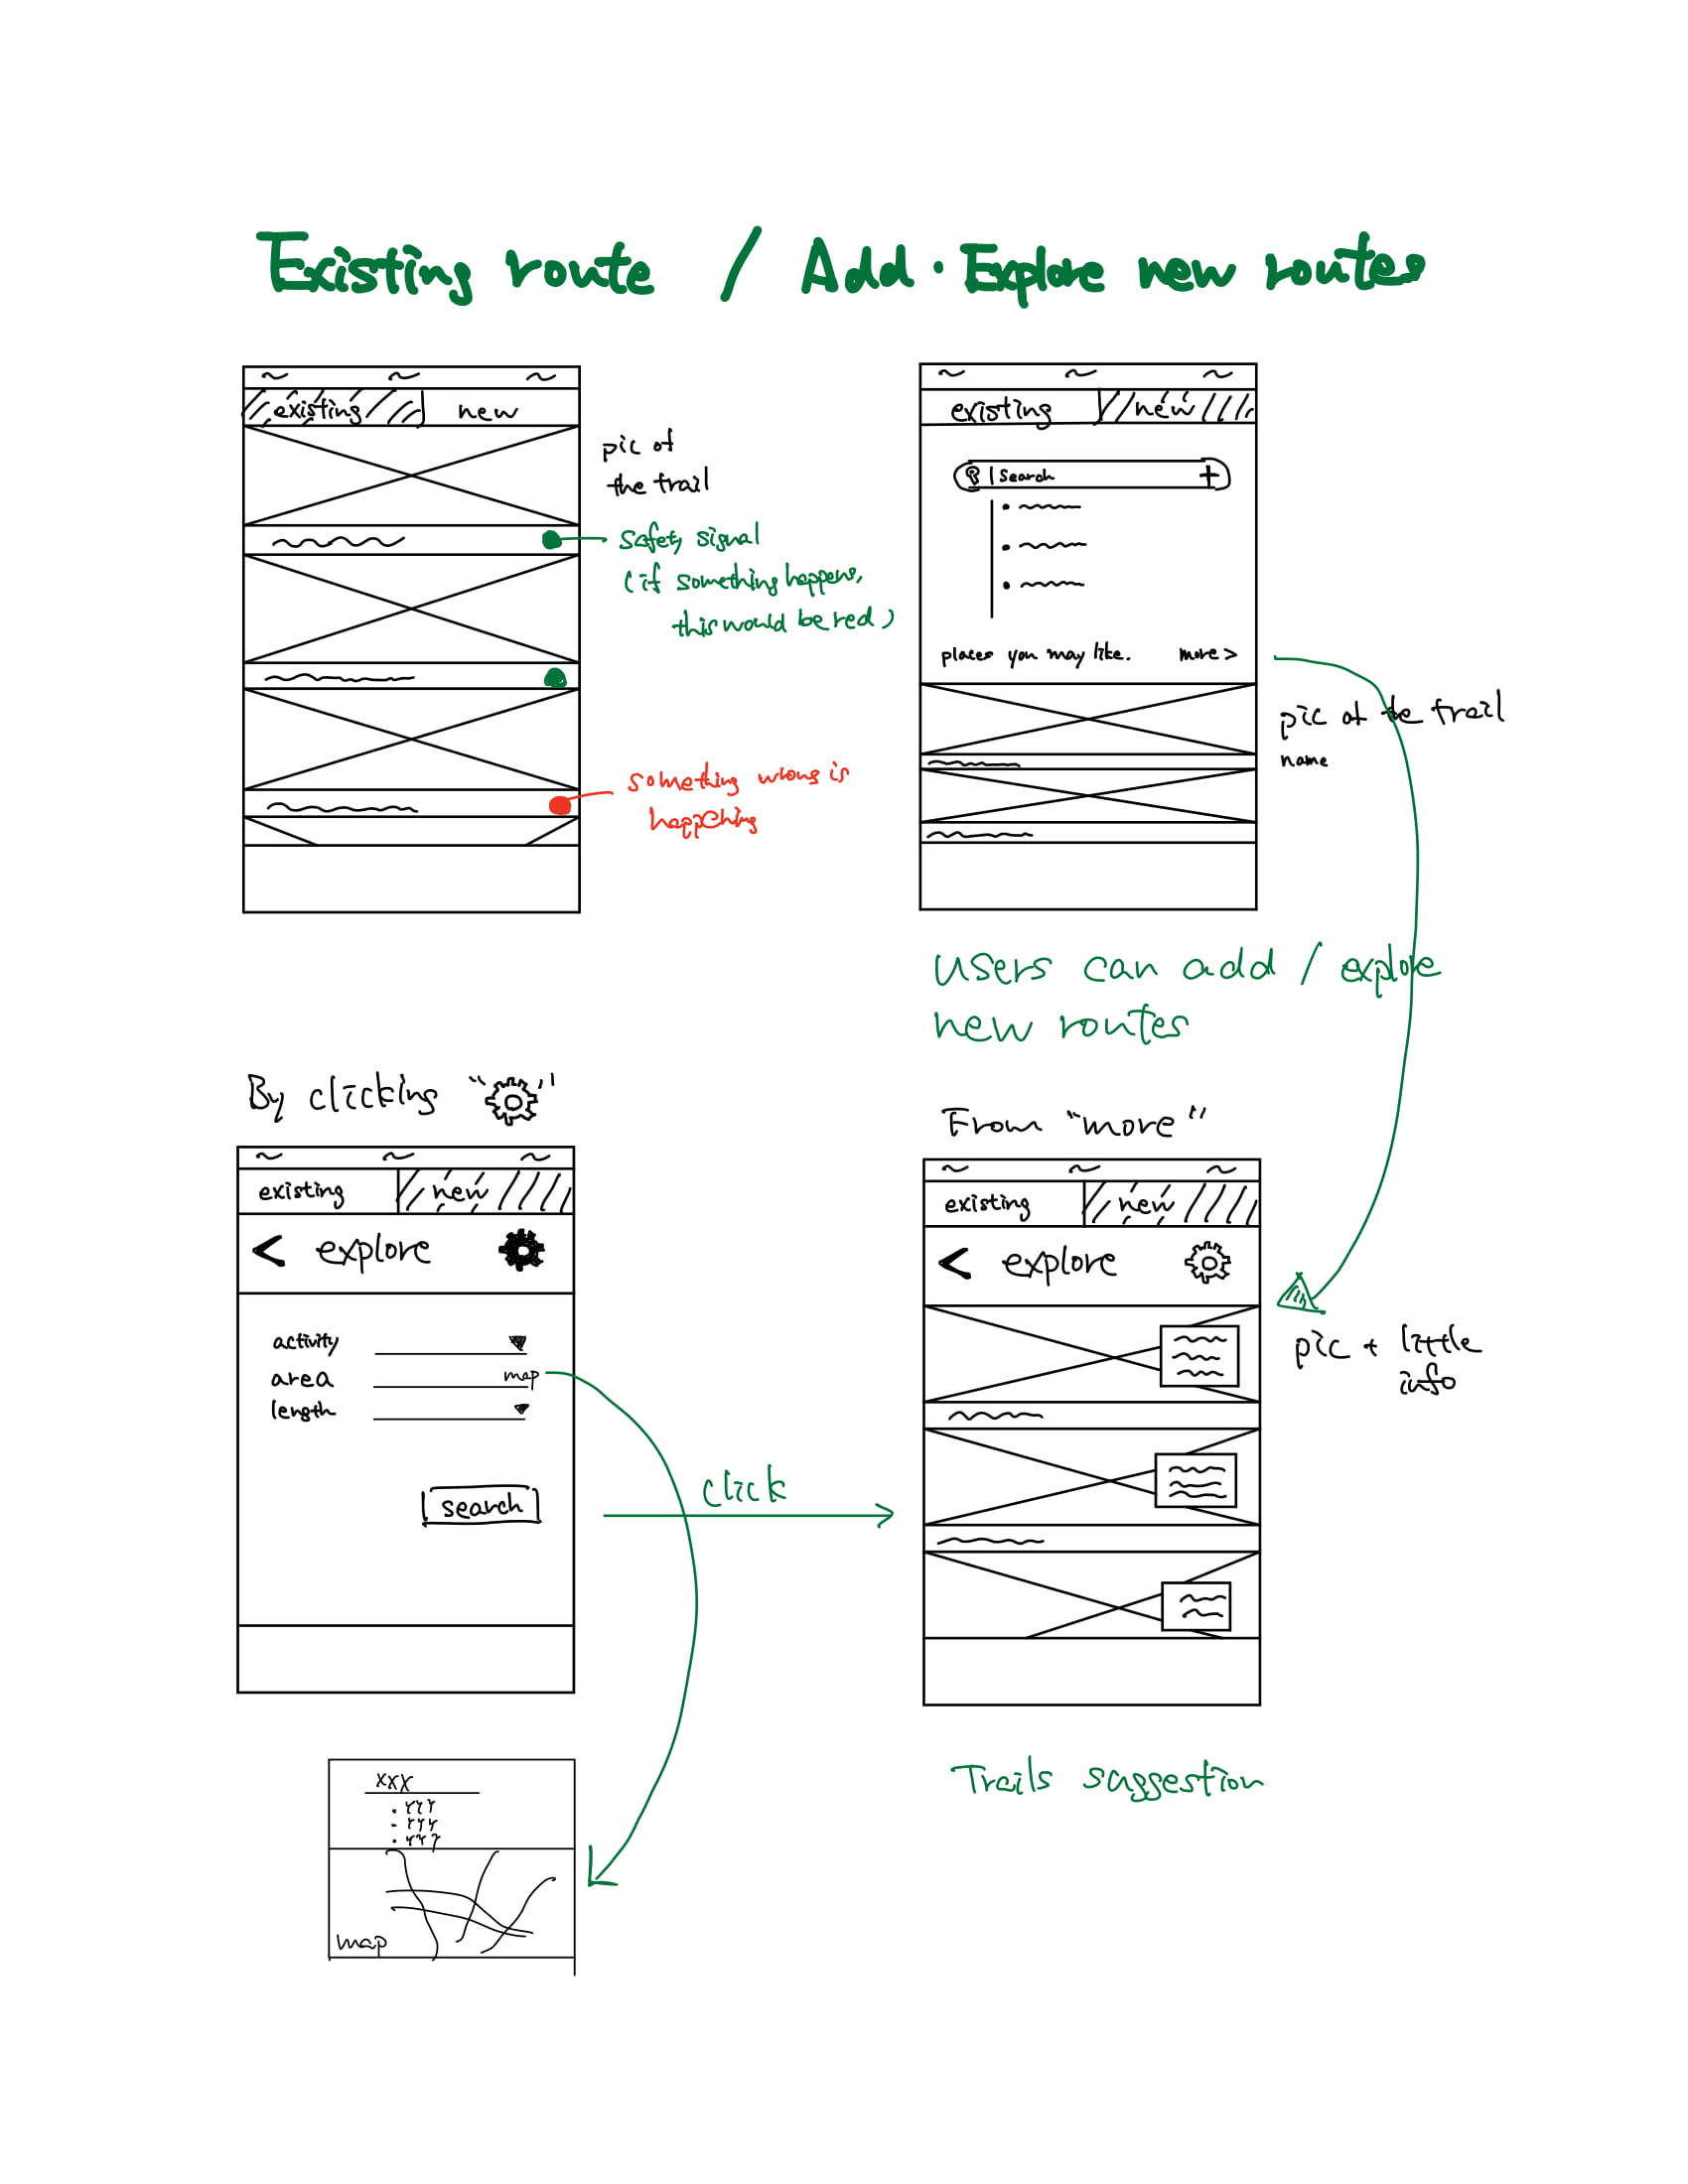 Existing route / Add · Explore new routes
existing new
pic of
the trail
Safety signal
(if something happens,
this would be red)
something wrong is
happening
existing new
Search +
places you may like. more >
pic of the trail
name
users can add / explore
new routes
By clicking "⚙"
existing new
< explore
activity
area map
length
search
click
From "more"
existing new
< explore
pic + little
info
Trails suggestion
xxx
• YYY
- YYY
• YYY
map